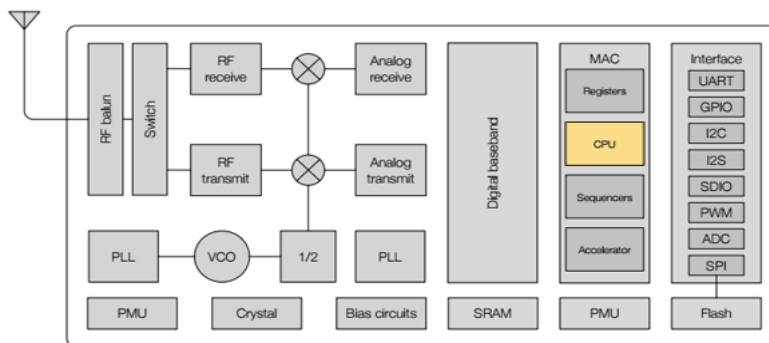 RF balun
Switch
RF
receive
Analog
receive
RF
transmit
Analog
transmit
PLL
VCO
1/2
PLL
PMU
Crystal
Bias circuits
Digital baseband
SRAM
MAC
Registers
CPU
Sequencers
Accelerator
PMU
Interface
UART
GPIO
I2C
I2S
SDIO
PWM
ADC
SPI
Flash